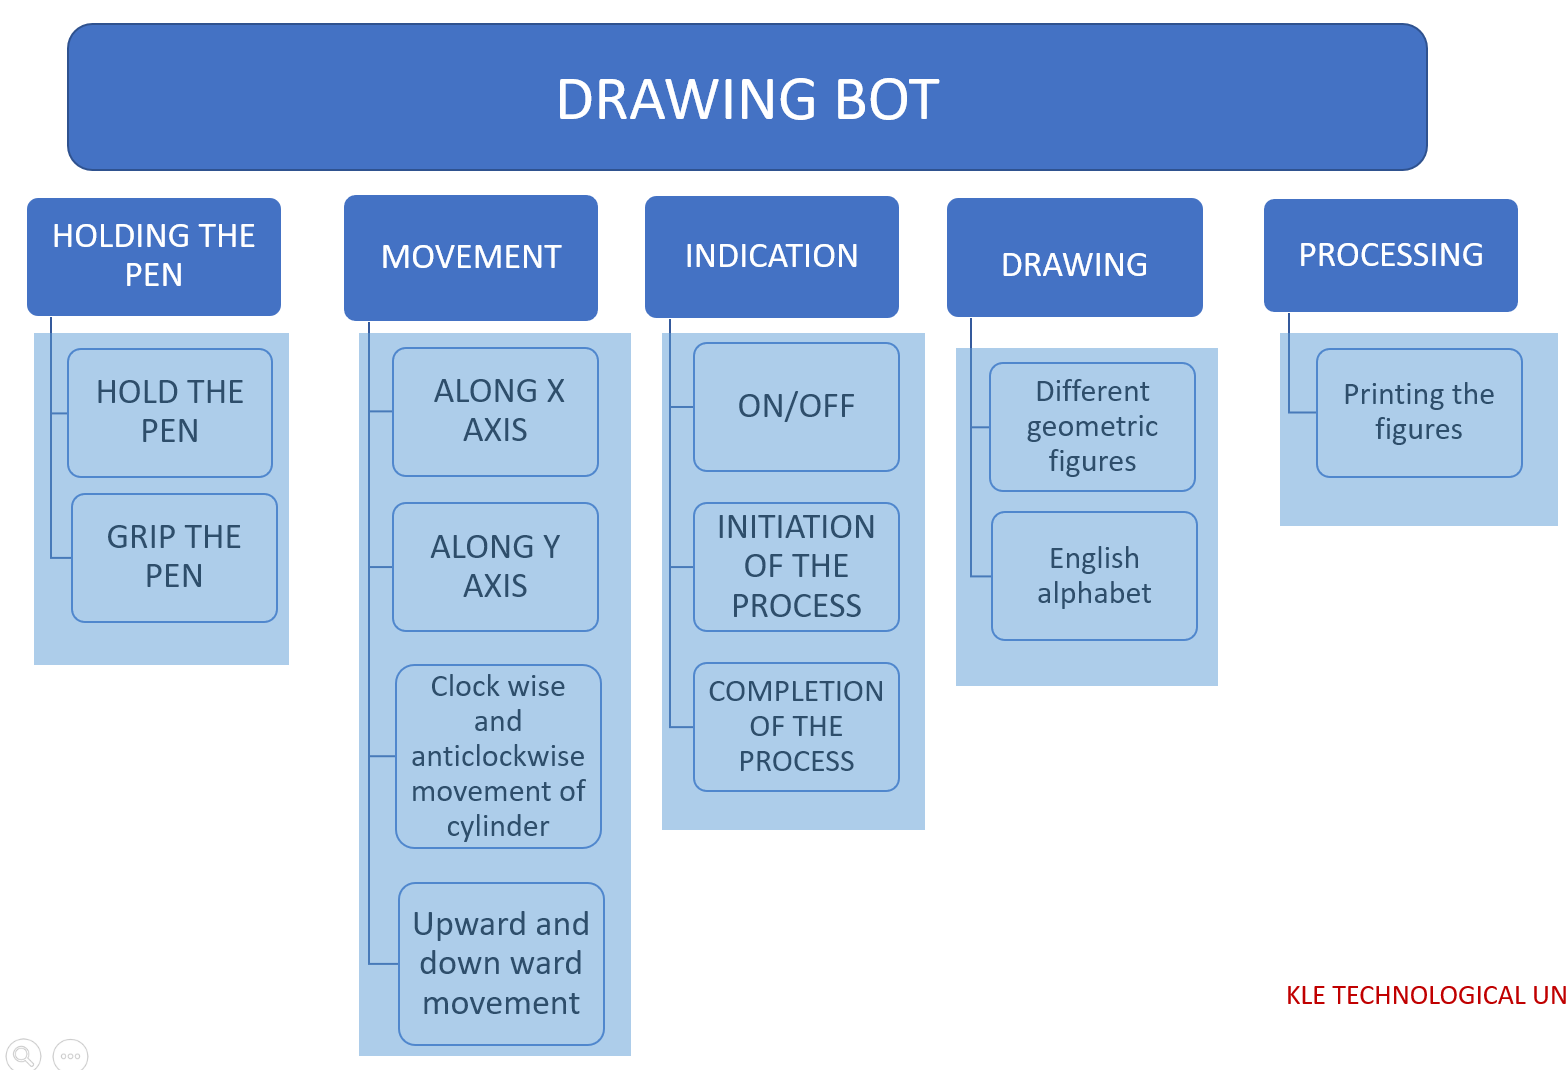 DRAWING BOT
HOLDING THE
PEN
HOLD THE
PEN
GRIP THE
PEN
MOVEMENT
ALONG X
AXIS
ALONG Y
AXIS
Clock wise
and
anticlockwise
movement of
cylinder
Upward and
down ward
movement
INDICATION
ON/OFF
INITIATION
OF THE
PROCESS
COMPLETION
OF THE
PROCESS
DRAWING
Different
geometric
figures
English
alphabet
PROCESSING
Printing the
figures
KLE TECHNOLOGICAL UN